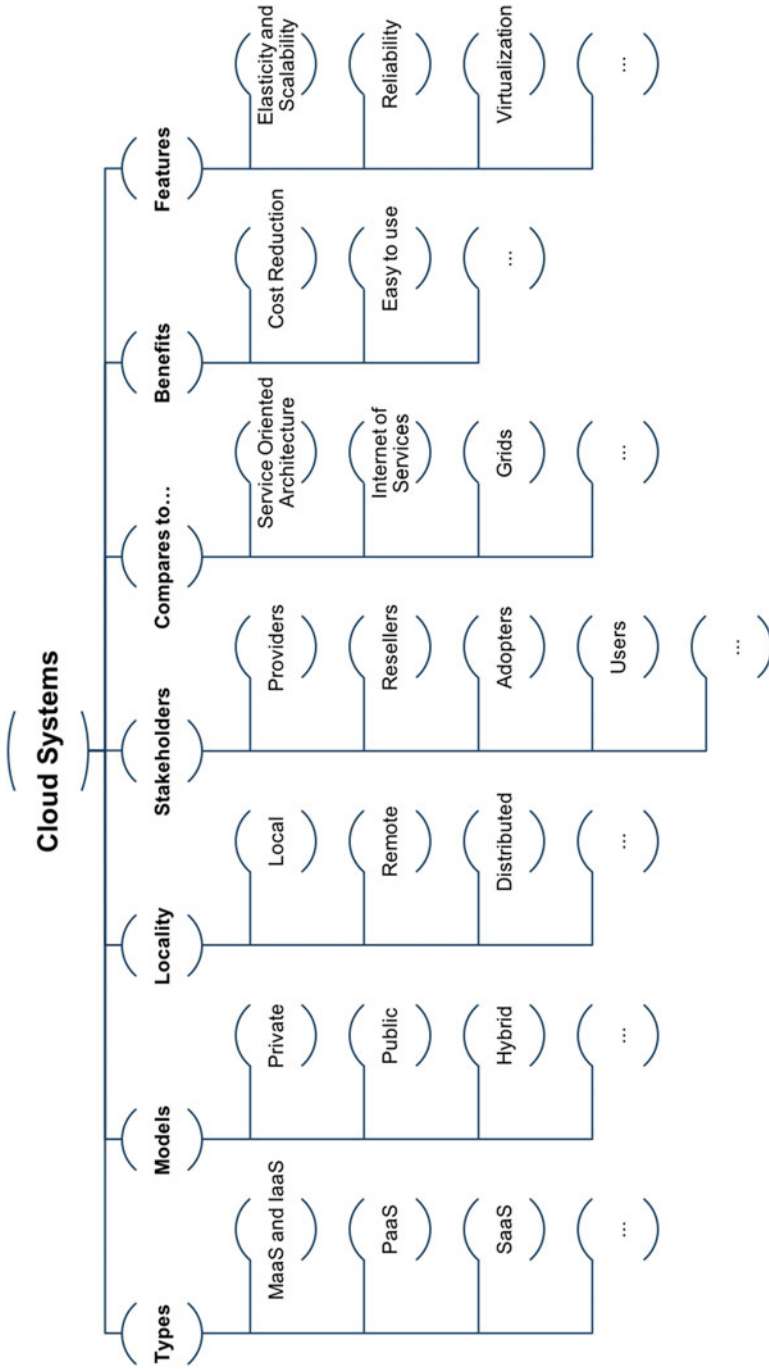 Cloud Systems
Types
MaaS and IaaS
PaaS
SaaS
...
Models
Private
Public
Hybrid
...
Locality
Local
Remote
Distributed
...
Stakeholders
Providers
Resellers
Adopters
Users
...
Compares to...
Service Oriented
Architecture
Internet of
Services
Grids
...
Benefits
Cost Reduction
Easy to use
...
Features
Elasticity and
Scalability
Reliability
Virtualization
...